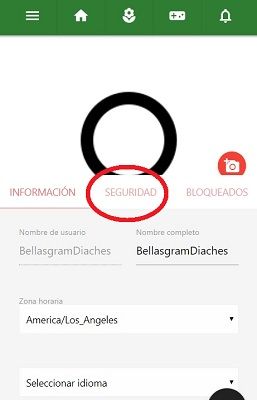 INFORMACIÓN SEGURIDAD BLOQUEADOS
Nombre de usuario Nombre completo
BellasgramDiaches BellasgramDiaches
Zona horaria
America/Los_Angeles
Seleccionar idioma